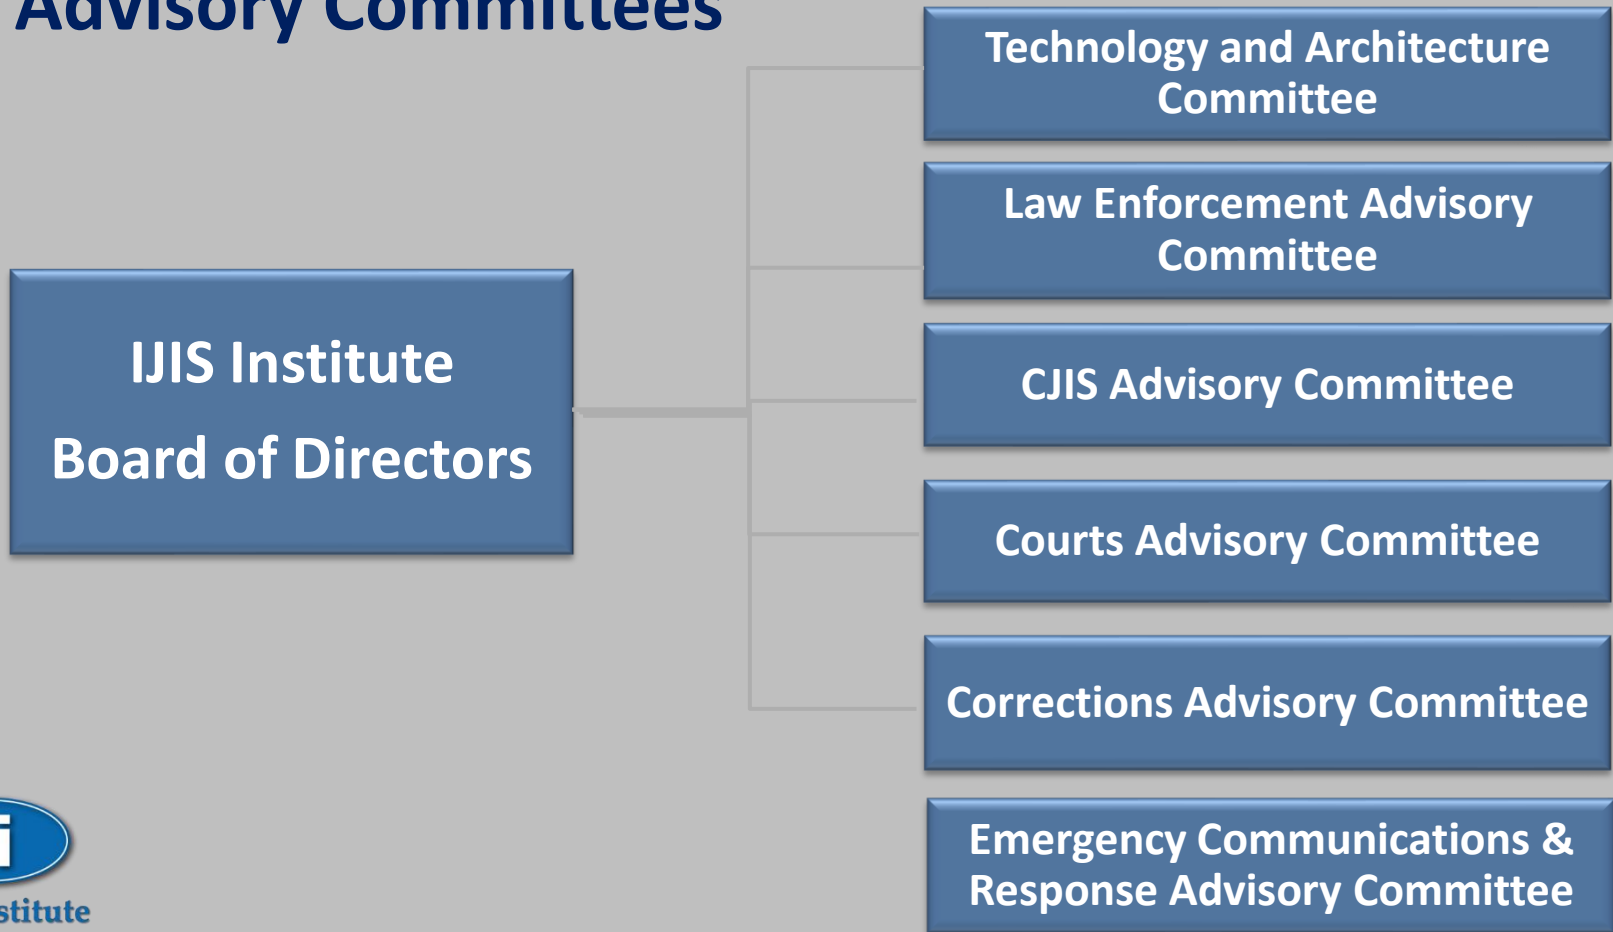 Advisory Committees
Technology and Architecture
Committee
Law Enforcement Advisory
Committee
IJIS Institute
Board of Directors
CJIS Advisory Committee
Courts Advisory Committee
Corrections Advisory Committee
Emergency Communications &
Response Advisory Committee
i
stitute